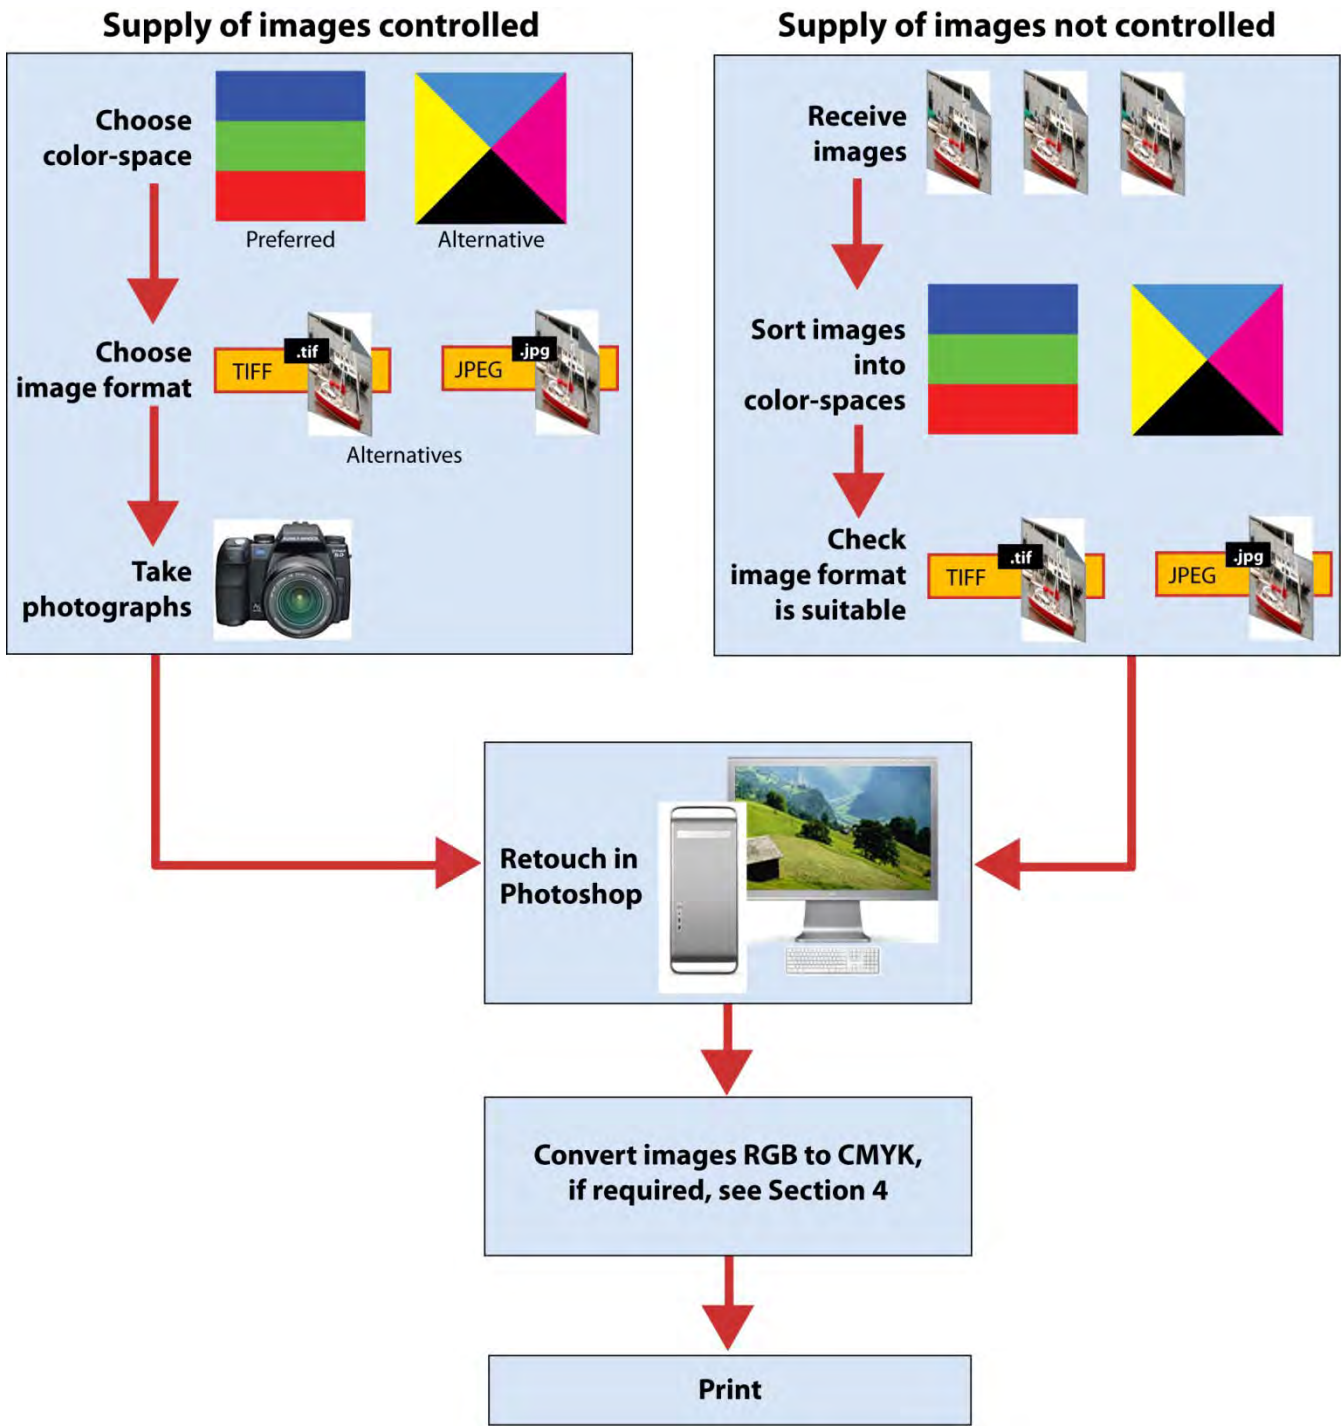 Supply of images controlled
Choose
color-space
Preferred
Alternative
Choose
image format
TIFF
.tif
JPEG
.jpg
Alternatives
Take
photographs
Supply of images not controlled
Receive
images
Sort images
into
color-spaces
Check
image format
is suitable
TIFF
.tif
JPEG
.jpg
Retouch in
Photoshop
Convert images RGB to CMYK,
if required, see Section 4
Print